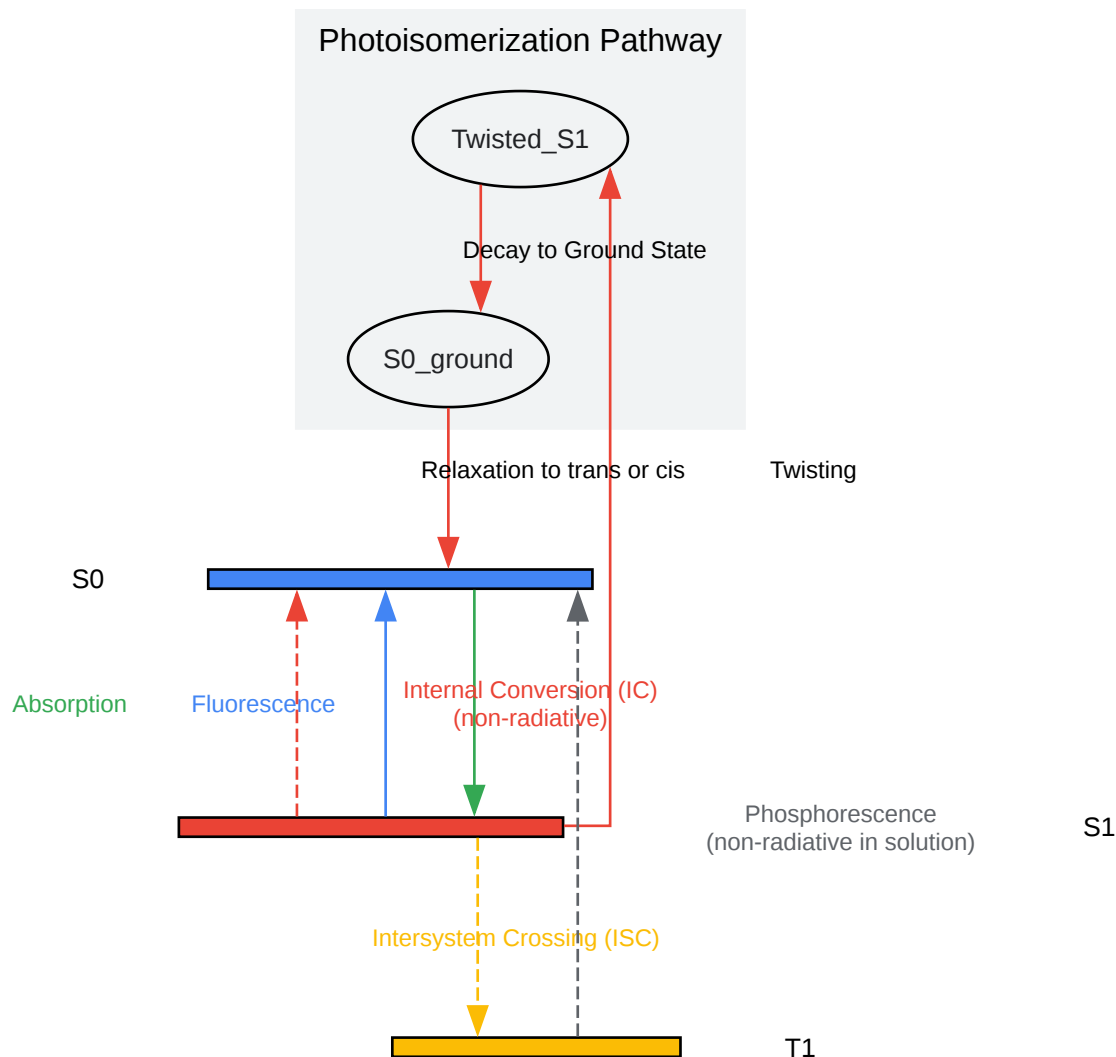 Photoisomerization Pathway
Twisted_S1
Decay to Ground State
S0_ground
Relaxation to trans or cis
Twisting
S0
Absorption
Fluorescence
Internal Conversion (IC)
(non-radiative)
Phosphorescence
(non-radiative in solution)
S1
Intersystem Crossing (ISC)
T1